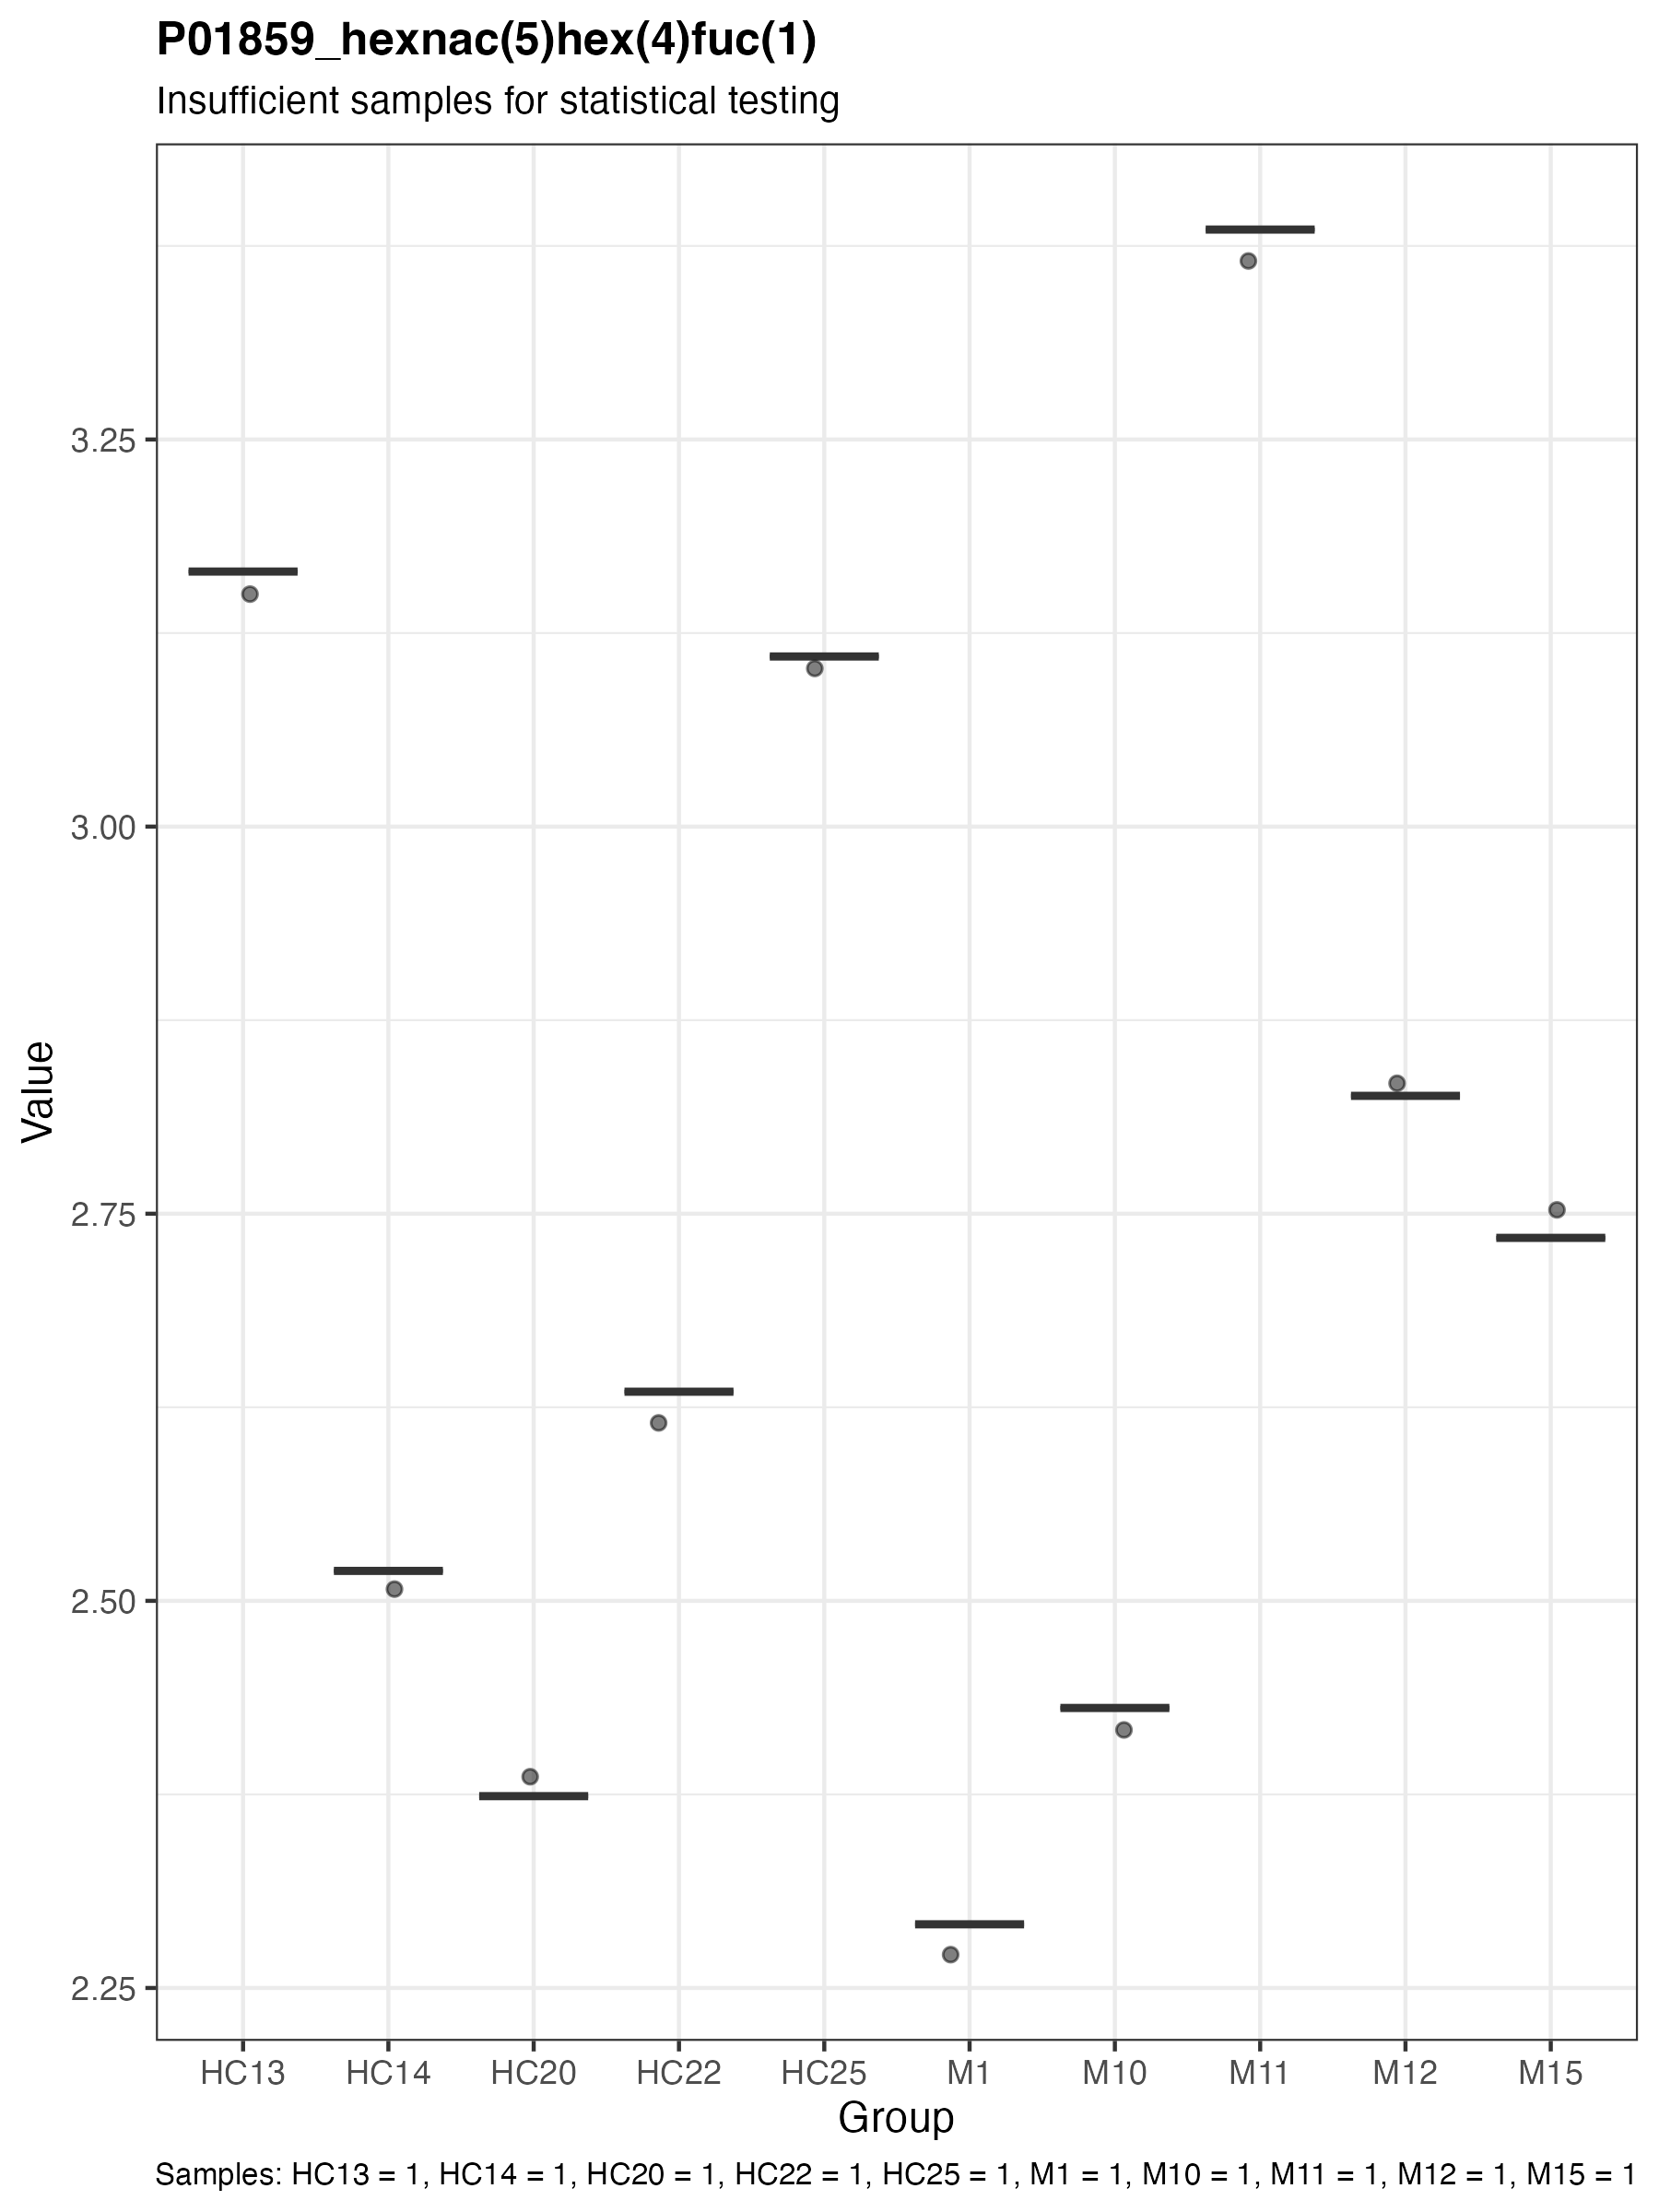 P01859_hexnac(5)hex(4)fuc(1)
Insufficient samples for statistical testing
3.25
3.00
2.75
2.50
2.25
Value
HC13 HC14 HC20 HC22 HC25 M1 M10 M11 M12 M15
Group
Samples: HC13 = 1, HC14 = 1, HC20 = 1, HC22 = 1, HC25 = 1, M1 = 1, M10 = 1, M11 = 1, M12 = 1, M15 = 1